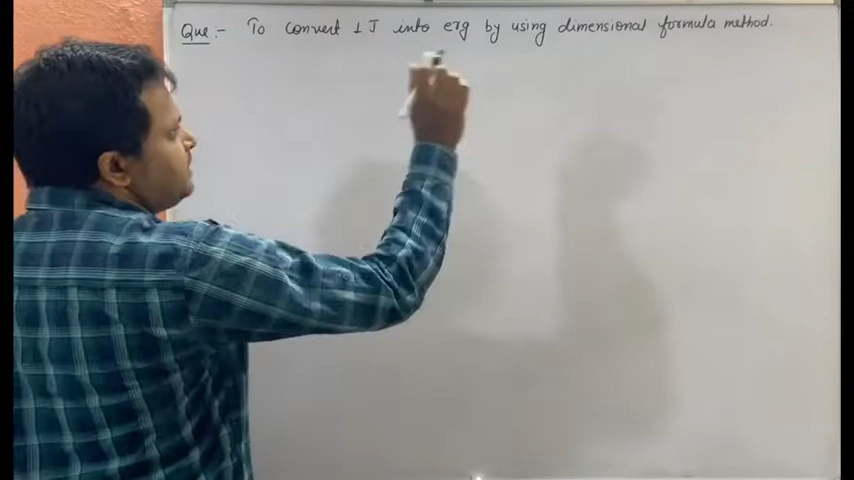 Que :- To convert 1 J into erg by using dimensional formula method.